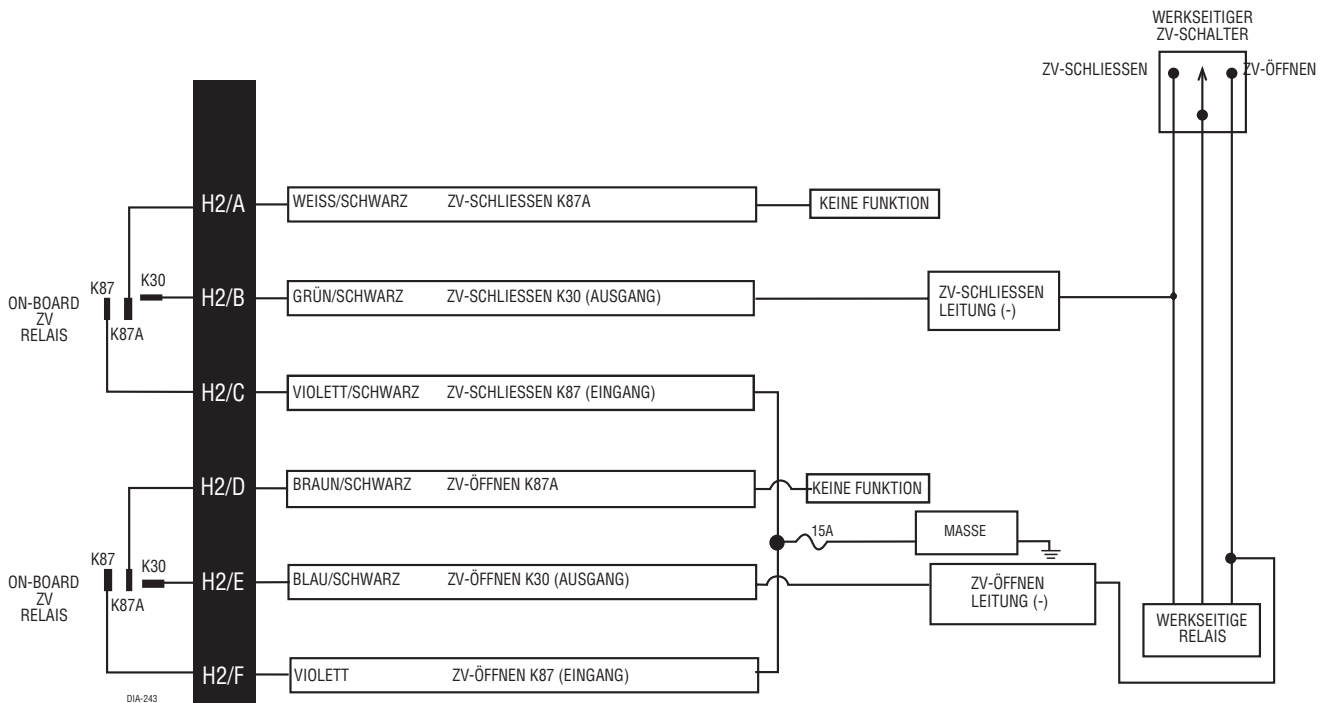 WERKSEITIGER
ZV-SCHALTER
ZV-SCHLIESSEN
ZV-ÖFFNEN
H2/A
WEISS/SCHWARZ ZV-SCHLIESSEN K87A
KEINE FUNKTION
K87
K30
K87A
ON-BOARD
ZV
RELAIS
H2/B
GRÜN/SCHWARZ ZV-SCHLIESSEN K30 (AUSGANG)
ZV-SCHLIESSEN
LEITUNG (-)
H2/C
VIOLETT/SCHWARZ ZV-SCHLIESSEN K87 (EINGANG)
H2/D
BRAUN/SCHWARZ ZV-ÖFFNEN K87A
KEINE FUNKTION
15A
MASSE
K87
K30
K87A
ON-BOARD
ZV
RELAIS
H2/E
BLAU/SCHWARZ ZV-ÖFFNEN K30 (AUSGANG)
ZV-ÖFFNEN
LEITUNG (-)
WERKSEITIGE
RELAIS
H2/F
VIOLETT ZV-ÖFFNEN K87 (EINGANG)
DIA-243